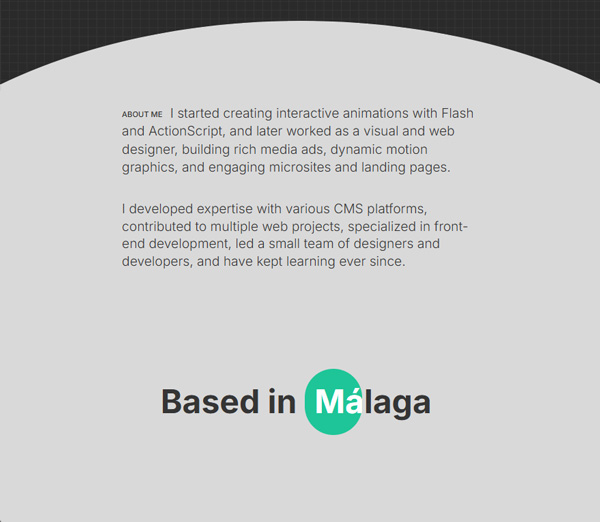 ABOUT ME I started creating interactive animations with Flash
and ActionScript, and later worked as a visual and web
designer, building rich media ads, dynamic motion
graphics, and engaging microsites and landing pages.
I developed expertise with various CMS platforms,
contributed to multiple web projects, specialized in front-
end development, led a small team of designers and
developers, and have kept learning ever since.
Based in Málaga